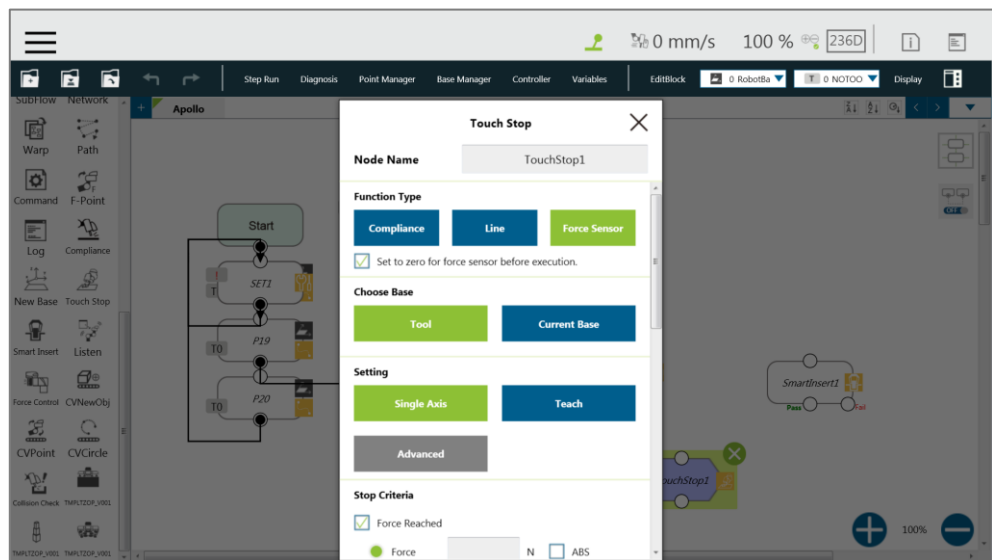 0 mm/s 100 % 236D
Step Run Diagnosis Point Manager Base Manager Controller Variables EditBlock 0 RobotBa T 0 NOTOO Display
SubFlow Network
+ Apollo
Warp Path
Command F-Point
Log Compliance
New Base Touch Stop
Smart Insert Listen
Force Control CVNewObj
CVPoint CVCircle
Collision Check TMPLTZOP_V001
TMPLTZOP_V001 TMPLTZOP_V001
Start
! T SET1
T0 P19
T0 P20
Touch Stop
Node Name TouchStop1
Function Type
Compliance Line Force Sensor
Set to zero for force sensor before execution.
Choose Base
Tool Current Base
Setting
Single Axis Teach
Advanced
Stop Criteria
Force Reached
Force N ABS
SmartInsert1
Pass Fail
ouchStop1
100%